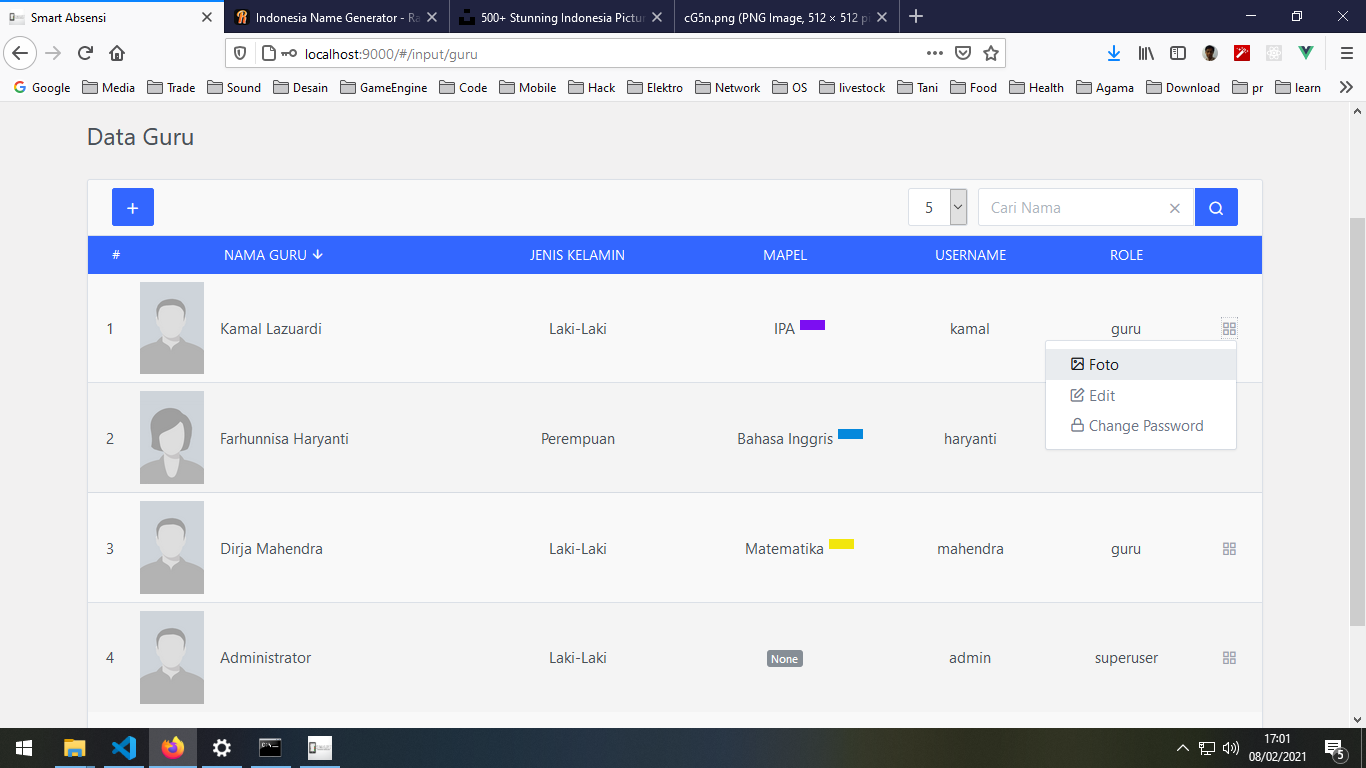 Smart Absensi
Indonesia Name Generator - Ra
500+ Stunning Indonesia Pictur
cG5n.png (PNG Image, 512 × 512 pi
localhost:9000/#/input/guru
Google Media Trade Sound Desain GameEngine Code Mobile Hack Elektro Network OS livestock Tani Food Health Agama Download pr learn
Data Guru
+ 5 Cari Nama
# NAMA GURU JENIS KELAMIN MAPEL USERNAME ROLE
1 Kamal Lazuardi Laki-Laki IPA kamal guru
Foto
Edit
Change Password
2 Farhunnisa Haryanti Perempuan Bahasa Inggris haryanti
3 Dirja Mahendra Laki-Laki Matematika mahendra guru
4 Administrator Laki-Laki None admin superuser
17:01
08/02/2021
5